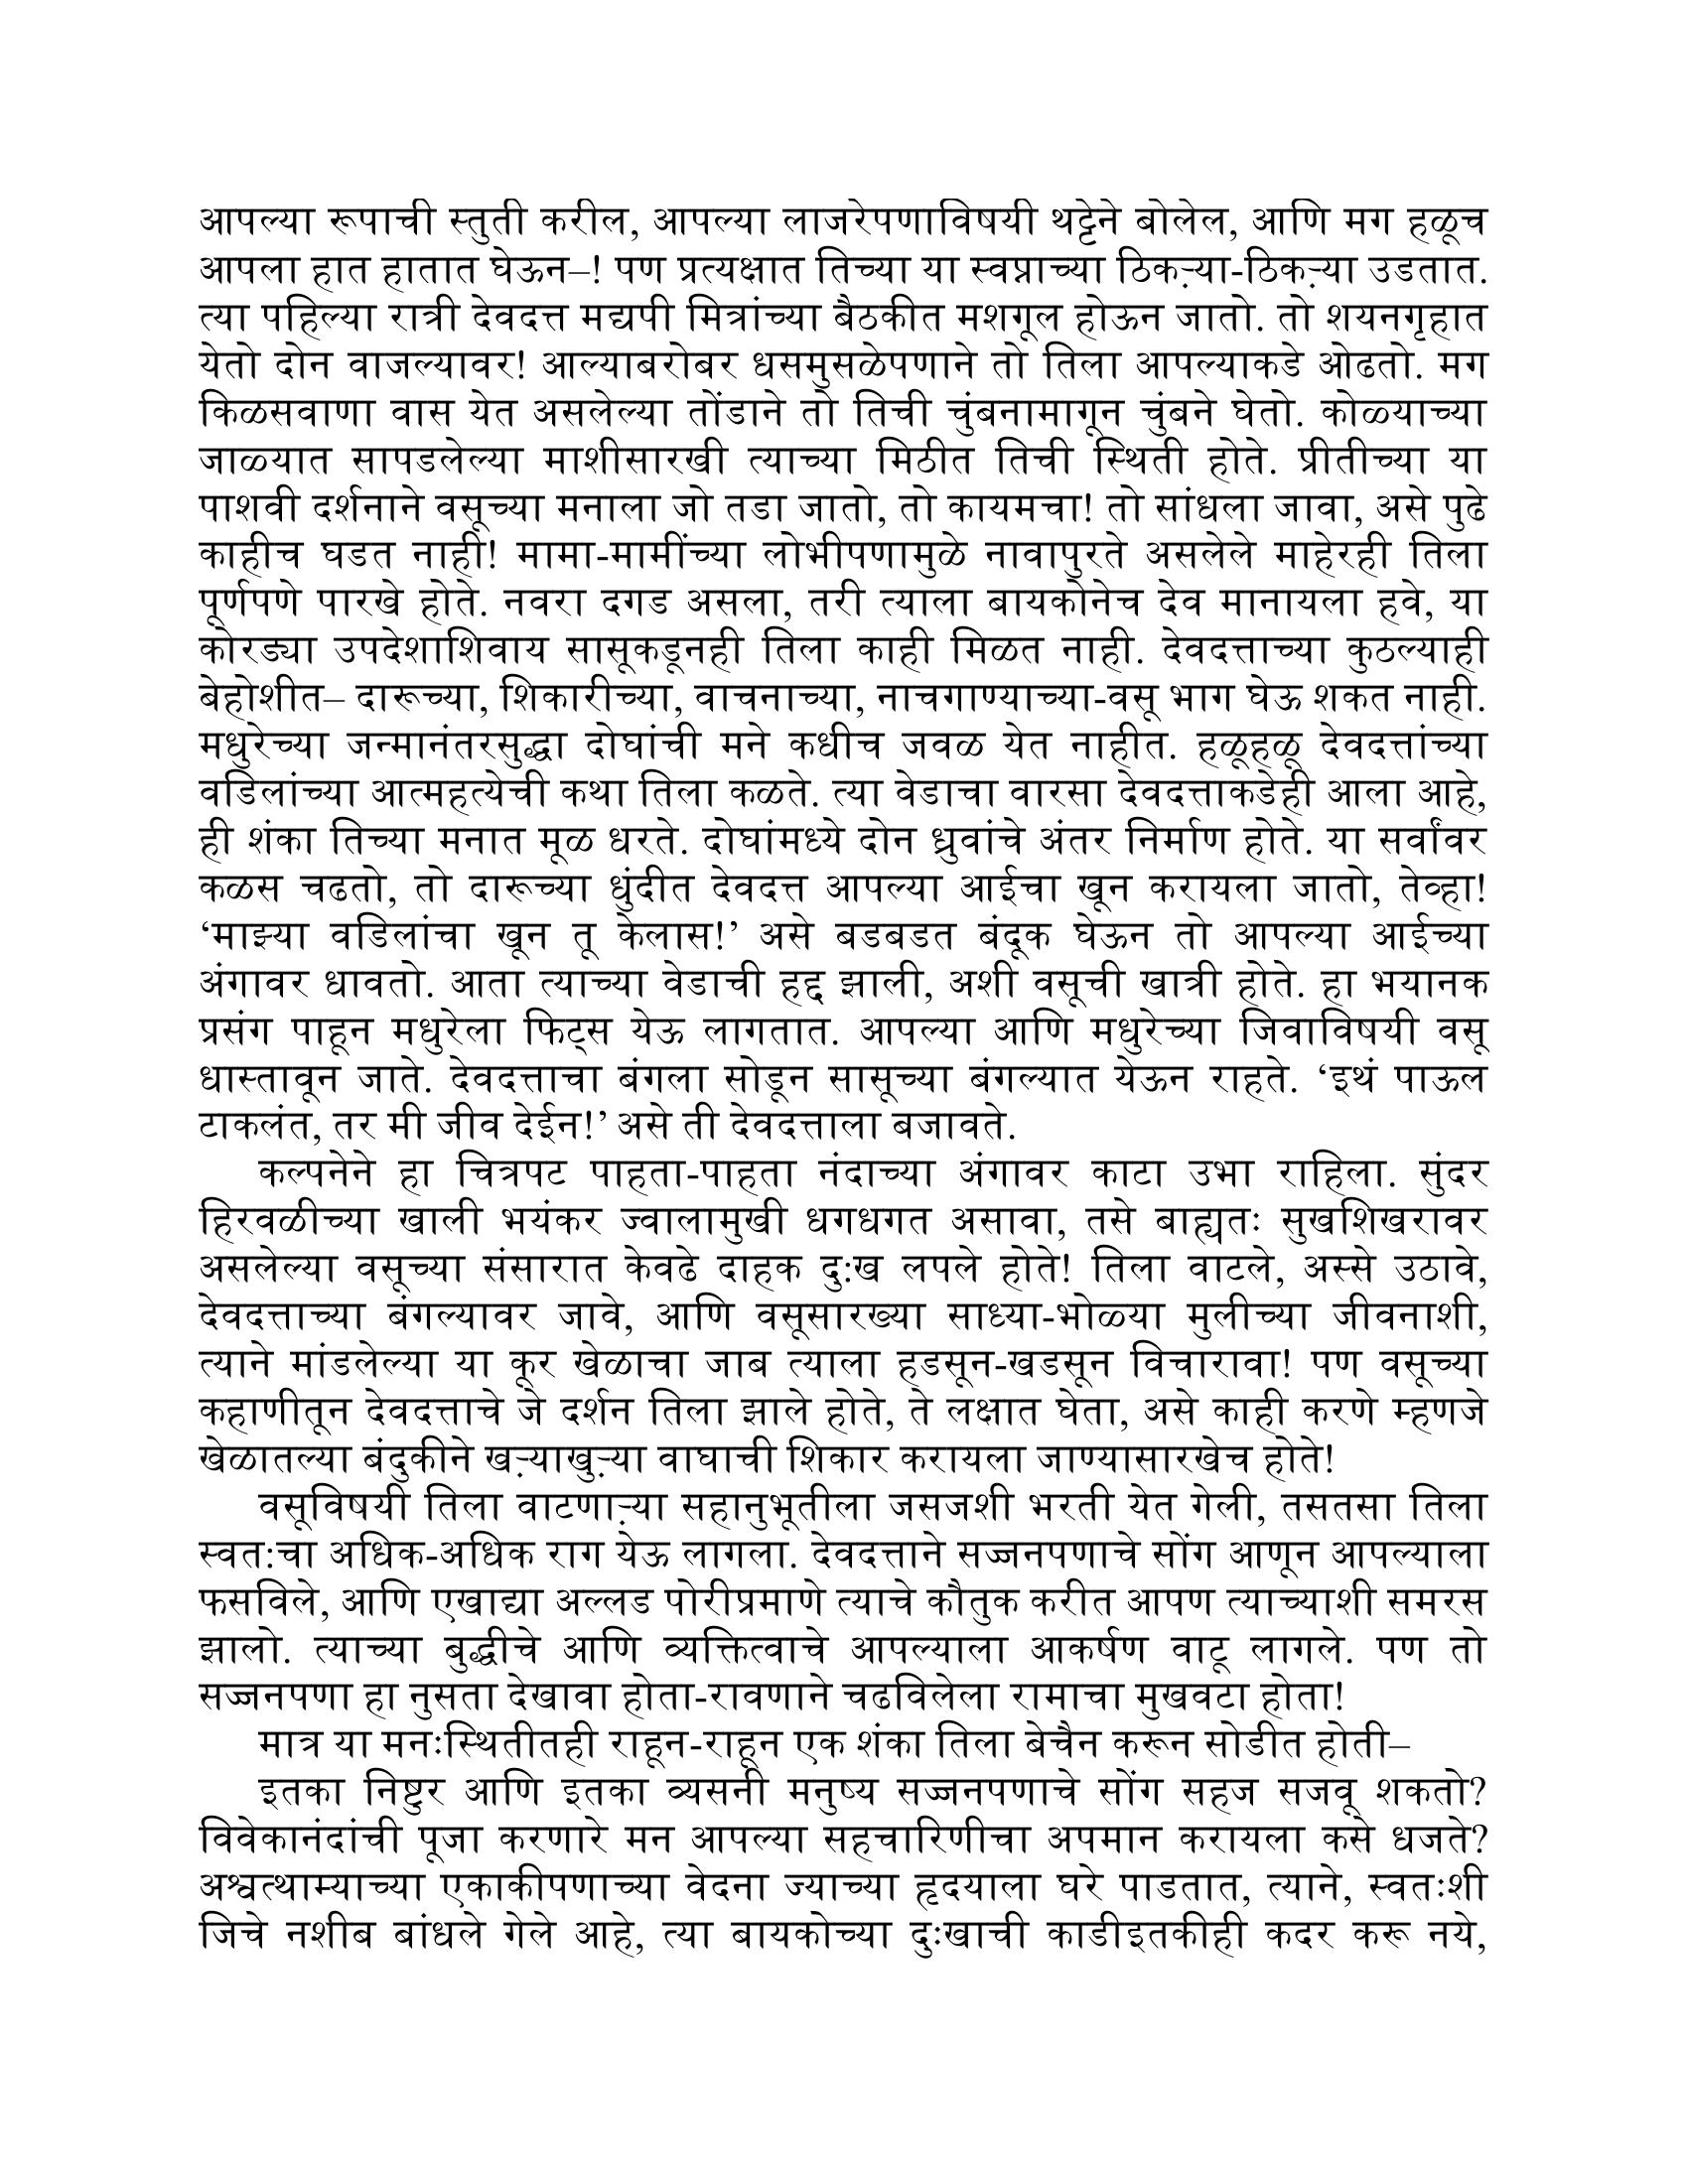 आपल्या रूपाची स्तुती करील, आपल्या लाजरेपणाविषयी थट्टेने बोलेल, आणि मग हळूच
आपला हात हातात घेऊन–! पण प्रत्यक्षात तिच्या या स्वप्नाच्या ठिकऱ्या-ठिकऱ्या उडतात.
त्या पहिल्या रात्री देवदत्त मद्यपी मित्रांच्या बैठकीत मशगूल होऊन जातो. तो शयनगृहात
येतो दोन वाजल्यावर! आल्याबरोबर धसमुसळेपणाने तो तिला आपल्याकडे ओढतो. मग
किळसवाणा वास येत असलेल्या तोंडाने तो तिची चुंबनामागून चुंबने घेतो. कोळ्याच्या
जाळ्यात सापडलेल्या माशीसारखी त्याच्या मिठीत तिची स्थिती होते. प्रीतीच्या या
पाशवी दर्शनाने वसूच्या मनाला जो तडा जातो, तो कायमचा! तो सांधला जावा, असे पुढे
काहीच घडत नाही! मामा-मामींच्या लोभीपणामुळे नावापुरते असलेले माहेरही तिला
पूर्णपणे पारखे होते. नवरा दगड असला, तरी त्याला बायकोनेच देव मानायला हवे, या
कोरड्या उपदेशाशिवाय सासूकडूनही तिला काही मिळत नाही. देवदत्ताच्या कुठल्याही
बेहोशीत– दारूच्या, शिकारीच्या, वाचनाच्या, नाचगाण्याच्या-वसू भाग घेऊ शकत नाही.
मधुरेच्या जन्मानंतरसुद्धा दोघांची मने कधीच जवळ येत नाहीत. हळूहळू देवदत्तांच्या
वडिलांच्या आत्महत्येची कथा तिला कळते. त्या वेडाचा वारसा देवदत्ताकडेही आला आहे,
ही शंका तिच्या मनात मूळ धरते. दोघांमध्ये दोन ध्रुवांचे अंतर निर्माण होते. या सर्वांवर
कळस चढतो, तो दारूच्या धुंदीत देवदत्त आपल्या आईचा खून करायला जातो, तेव्हा!
‘माझ्या वडिलांचा खून तू केलास!’ असे बडबडत बंदूक घेऊन तो आपल्या आईच्या
अंगावर धावतो. आता त्याच्या वेडाची हद्द झाली, अशी वसूची खात्री होते. हा भयानक
प्रसंग पाहून मधुरेला फिट्स येऊ लागतात. आपल्या आणि मधुरेच्या जिवाविषयी वसू
धास्तावून जाते. देवदत्ताचा बंगला सोडून सासूच्या बंगल्यात येऊन राहते. ‘इथं पाऊल
टाकलंत, तर मी जीव देईन!’ असे ती देवदत्ताला बजावते.
कल्पनेने हा चित्रपट पाहता-पाहता नंदाच्या अंगावर काटा उभा राहिला. सुंदर
हिरवळीच्या खाली भयंकर ज्वालामुखी धगधगत असावा, तसे बाह्यतः सुखशिखरावर
असलेल्या वसूच्या संसारात केवढे दाहक दुःख लपले होते! तिला वाटले, अस्से उठावे,
देवदत्ताच्या बंगल्यावर जावे, आणि वसूसारख्या साध्या-भोळ्या मुलीच्या जीवनाशी,
त्याने मांडलेल्या या क्रूर खेळाचा जाब त्याला हडसून-खडसून विचारावा! पण वसूच्या
कहाणीतून देवदत्ताचे जे दर्शन तिला झाले होते, ते लक्षात घेता, असे काही करणे म्हणजे
खेळातल्या बंदुकीने खऱ्याखुऱ्या वाघाची शिकार करायला जाण्यासारखेच होते!
वसूविषयी तिला वाटणाऱ्या सहानुभूतीला जसजशी भरती येत गेली, तसतसा तिला
स्वत:चा अधिक-अधिक राग येऊ लागला. देवदत्ताने सज्जनपणाचे सोंग आणून आपल्याला
फसविले, आणि एखाद्या अल्लड पोरीप्रमाणे त्याचे कौतुक करीत आपण त्याच्याशी समरस
झालो. त्याच्या बुद्धीचे आणि व्यक्तित्वाचे आपल्याला आकर्षण वाटू लागले. पण तो
सज्जनपणा हा नुसता देखावा होता-रावणाने चढविलेला रामाचा मुखवटा होता!
मात्र या मनःस्थितीतही राहून-राहून एक शंका तिला बेचैन करून सोडीत होती–
इतका निष्टुर आणि इतका व्यसनी मनुष्य सज्जनपणाचे सोंग सहज सजवू शकतो?
विवेकानंदांची पूजा करणारे मन आपल्या सहचारिणीचा अपमान करायला कसे धजते?
अश्वत्थाम्याच्या एकाकीपणाच्या वेदना ज्याच्या हृदयाला घरे पाडतात, त्याने, स्वतःशी
जिचे नशीब बांधले गेले आहे, त्या बायकोच्या दुःखाची काडीइतकीही कदर करू नये,